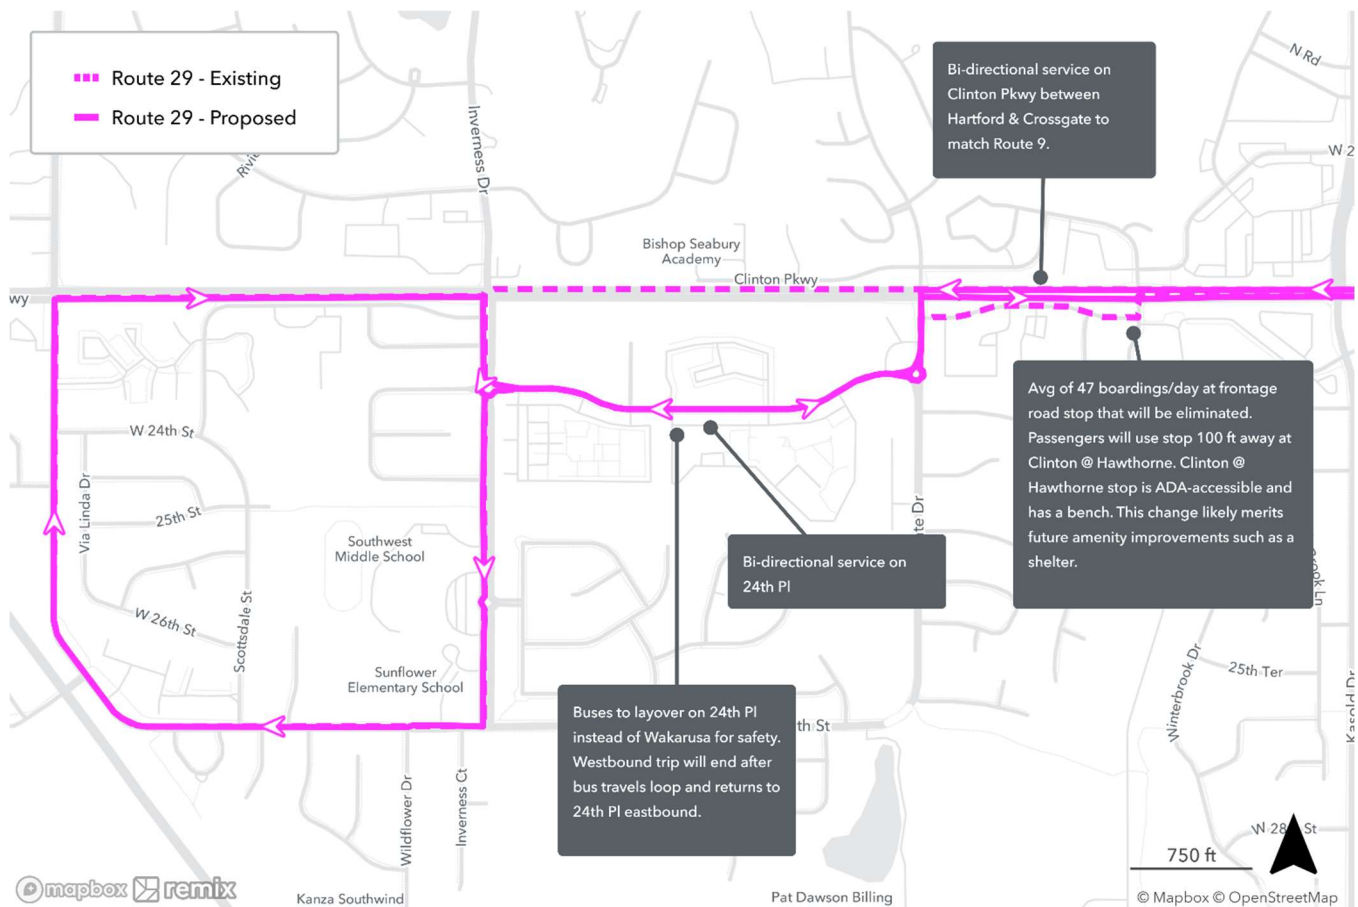 Route 29 - Existing
Route 29 - Proposed
Inverness Dr
Bi-directional service on
Clinton Pkwy between
Hartford & Crossgate to
match Route 9.
N Rd
W 2
Bishop Seabury
Academy
Clinton Pkwy
wy
Avg of 47 boardings/day at frontage
road stop that will be eliminated.
Passengers will use stop 100 ft away at
Clinton @ Hawthorne. Clinton @
Hawthorne stop is ADA-accessible and
has a bench. This change likely merits
future amenity improvements such as a
shelter.
W 24th St
Via Linda Dr
25th St
Southwest
Middle School
te Dr
Bi-directional service on
24th Pl
Ln
W 26th St
Scottsdale St
Sunflower
Elementary School
Winterbrook Dr
25th Ter
Kasold Dr
Buses to layover on 24th Pl
instead of Wakarusa for safety.
Westbound trip will end after
bus travels loop and returns to
24th Pl eastbound.
th St
Wildflower Dr
Inverness Ct
W 28 St
750 ft
mapbox remix
Kanza Southwind
Pat Dawson Billing
© Mapbox © OpenStreetMap